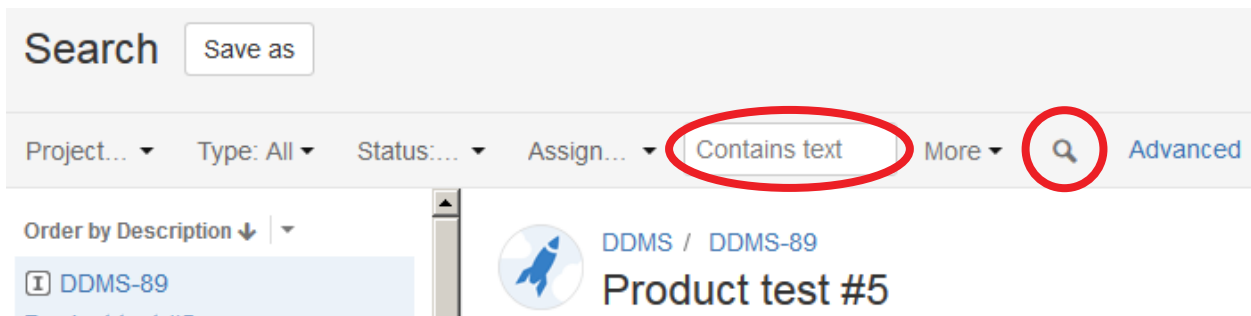 Search Save as
Project... Type: All Status:... Assign... Contains text More Advanced
Order by Description
DDMS / DDMS-89
DDMS-89
Product test #5